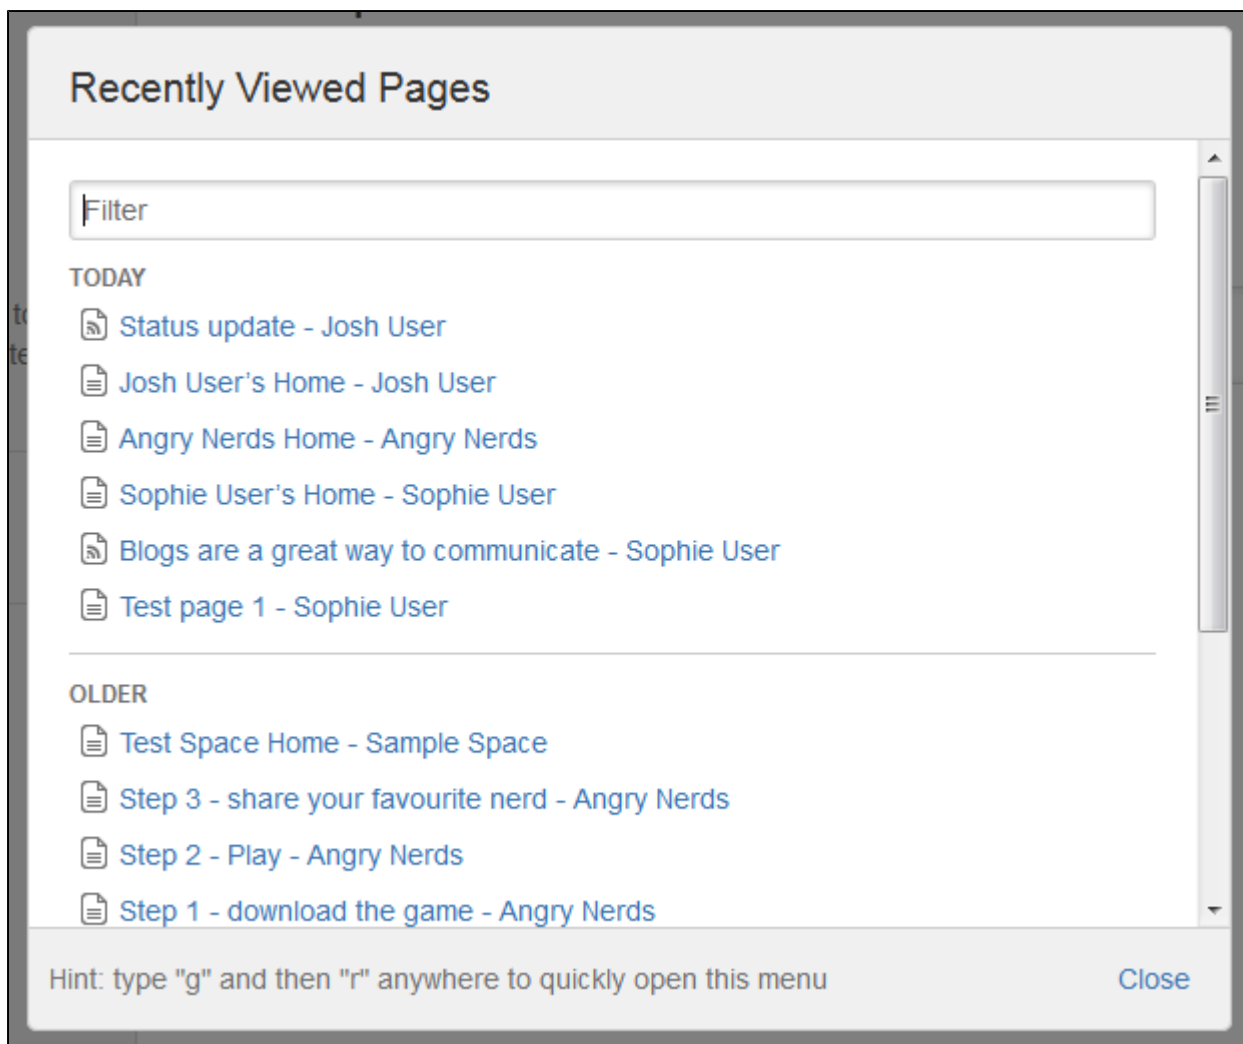 Recently Viewed Pages
Filter
TODAY
Status update - Josh User
Josh User’s Home - Josh User
Angry Nerds Home - Angry Nerds
Sophie User’s Home - Sophie User
Blogs are a great way to communicate - Sophie User
Test page 1 - Sophie User
OLDER
Test Space Home - Sample Space
Step 3 - share your favourite nerd - Angry Nerds
Step 2 - Play - Angry Nerds
Step 1 - download the game - Angry Nerds
Hint: type "g" and then "r" anywhere to quickly open this menu
Close